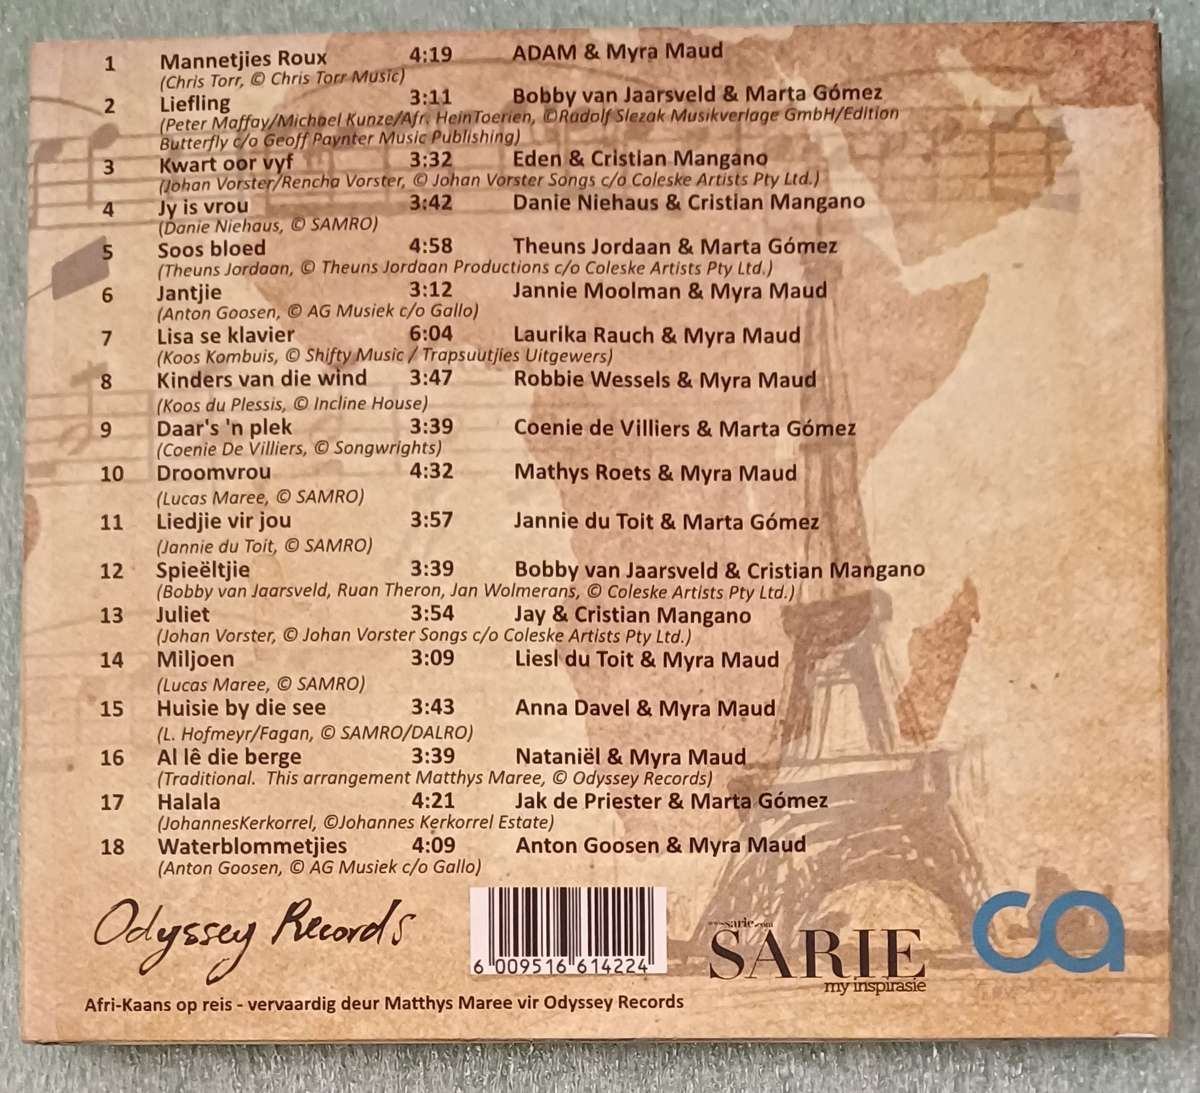 1 Mannetjies Roux 4:19 ADAM & Myra Maud
(Chris Torr, © Chris Torr Music)
2 Liefling 3:11 Bobby van Jaarsveld & Marta Gómez
(Peter Maffay/Michael Kunze/Afr. HeinToerien, ©Radolf Slezak Musikverlage GmbH/Edition
Butterfly c/o Geoff Paynter Music Publishing)
3 Kwart oor vyf 3:32 Eden & Cristian Mangano
(Johan Vorster/Rencha Vorster, © Johan Vorster Songs c/o Coleske Artists Pty Ltd.)
4 Jy is vrou 3:42 Danie Niehaus & Cristian Mangano
(Danie Niehaus, © SAMRO)
5 Soos bloed 4:58 Theuns Jordaan & Marta Gómez
(Theuns Jordaan, © Theuns Jordaan Productions c/o Coleske Artists Pty Ltd.)
6 Jantjie 3:12 Jannie Moolman & Myra Maud
(Anton Goosen, © AG Musiek c/o Gallo)
7 Lisa se klavier 6:04 Laurika Rauch & Myra Maud
(Koos Kombuis, © Shifty Music / Trapsuutjies Uitgewers)
8 Kinders van die wind 3:47 Robbie Wessels & Myra Maud
(Koos du Plessis, © Incline House)
9 Daar's 'n plek 3:39 Coenie de Villiers & Marta Gómez
(Coenie De Villiers, © Songwrights)
10 Droomvrou 4:32 Mathys Roets & Myra Maud
(Lucas Maree, © SAMRO)
11 Liedjie vir jou 3:57 Jannie du Toit & Marta Gómez
(Jannie du Toit, © SAMRO)
12 Spieëltjie 3:39 Bobby van Jaarsveld & Cristian Mangano
(Bobby van Jaarsveld, Ruan Theron, Jan Wolmerans, © Coleske Artists Pty Ltd.)
13 Juliet 3:54 Jay & Cristian Mangano
(Johan Vorster, © Johan Vorster Songs c/o Coleske Artists Pty Ltd.)
14 Miljoen 3:09 Liesl du Toit & Myra Maud
(Lucas Maree, © SAMRO)
15 Huisie by die see 3:43 Anna Davel & Myra Maud
(L. Hofmeyr/Fagan, © SAMRO/DALRO)
16 Al lê die berge 3:39 Nataniël & Myra Maud
(Traditional. This arrangement Matthys Maree, © Odyssey Records)
17 Halala 4:21 Jak de Priester & Marta Gómez
(JohannesKerkorrel, ©Johannes Kerkorrel Estate)
18 Waterblommetjies 4:09 Anton Goosen & Myra Maud
(Anton Goosen, © AG Musiek c/o Gallo)
Odyssey Records
6 009516 614224
www.sarie.com
SARIE
my inspirasie
ca
Afri-Kaans op reis - vervaardig deur Matthys Maree vir Odyssey Records